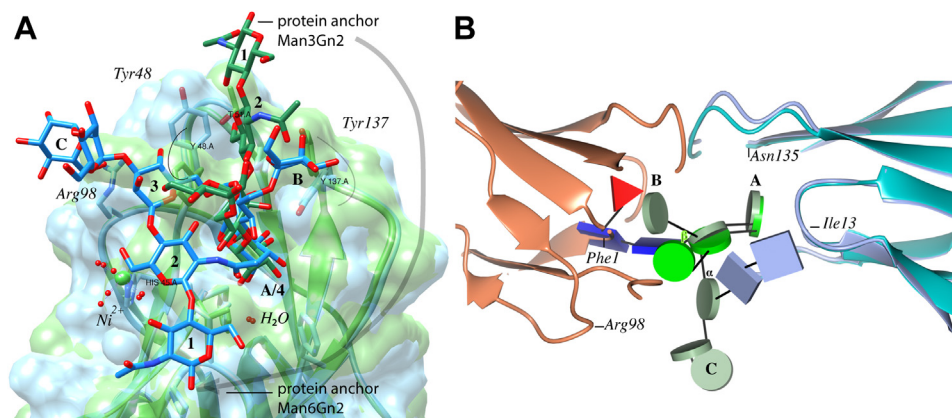 A
protein anchor
Man3Gn2
1
Tyr48
2
Tyr137
Y 48.A
C
B
Y 137.A
Arg98
3
2
A/4
HIS 45.A
Ni2+
H2O
1
protein anchor
Man6Gn2
B
Asn135
B
A
Ile13
Phe1
β
α
Arg98
C